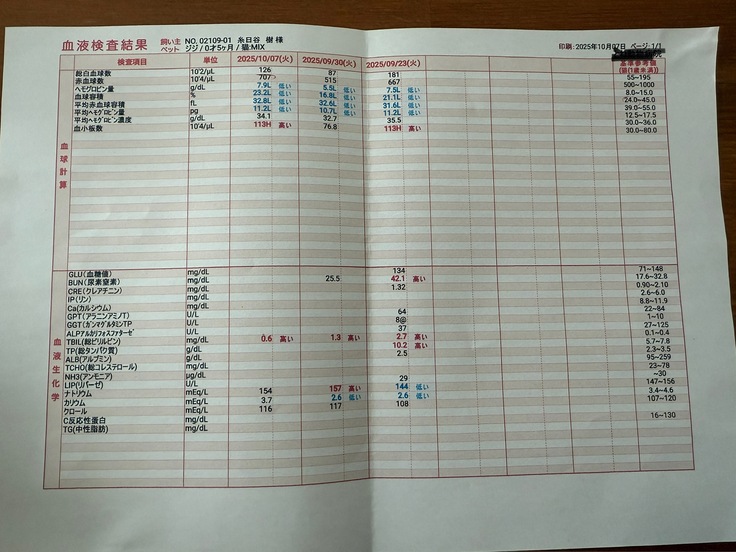 血液検査結果 飼い主 NO. 02109-01 糸日谷 樹 様
ペット ジジ / 0才5ヶ月 / 猫:MIX 印刷: 2025年10月07日 ページ: 1/1
検査項目 単位 2025/10/07(火) 2025/09/30(火) 2025/09/23(火) 基準参考値
(猫(1歳未満))
血球計算
総白血球数 10'2/μL 126 87 181 55~195
赤血球数 10'4/μL 707 515 667 500~1000
ヘモグロビン量 g/dL 7.9L 低い 5.5L 低い 7.5L 低い 8.0~15.0
血球容積 % 23.2L 低い 16.8L 低い 21.1L 低い 24.0~45.0
平均赤血球容積 fL 32.8L 低い 32.6L 低い 31.6L 低い 39.0~55.0
平均ヘモグロビン量 pg 11.2L 低い 10.7L 低い 11.2L 低い 12.5~17.5
平均ヘモグロビン濃度 34.1 32.7 35.5 30.0~36.0
血小板数 10'4/μL 113H 高い 76.8 113H 高い 30.0~80.0
血液生化学
GLU(血糖値) mg/dL 134 71~148
BUN(尿素窒素) mg/dL 25.5 42.1 高い 17.6~32.8
CRE(クレアチニン) mg/dL 1.32 0.90~2.10
IP(リン) mg/dL 2.6~6.0
Ca(カルシウム) mg/dL 8.8~11.9
GPT(アラニンアミノT) U/L 64 22~84
GGT(ガンマグルタミンTP U/L 8@ 1~10
ALPアルカリフォスファターゼ U/L 37 27~125
TBIL(総ビリルビン) mg/dL 0.6 高い 1.3 高い 2.7 高い 0.1~0.4
TP(総タンパク質) g/dL 10.2 高い 5.7~7.8
ALB(アルブミン) g/dL 2.5 2.3~3.5
TCHO(総コレステロール) mg/dL 95~259
NH3(アンモニア) μg/dL 23~78
LIP(リパーゼ) U/L 29 ~30
ナトリウム mEq/L 154 157 高い 144 低い 147~156
カリウム mEq/L 3.7 2.6 低い 2.6 低い 3.4~4.6
クロール mEq/L 116 117 108 107~120
C反応性蛋白 mg/dL
TG(中性脂肪) mg/dL 16~130